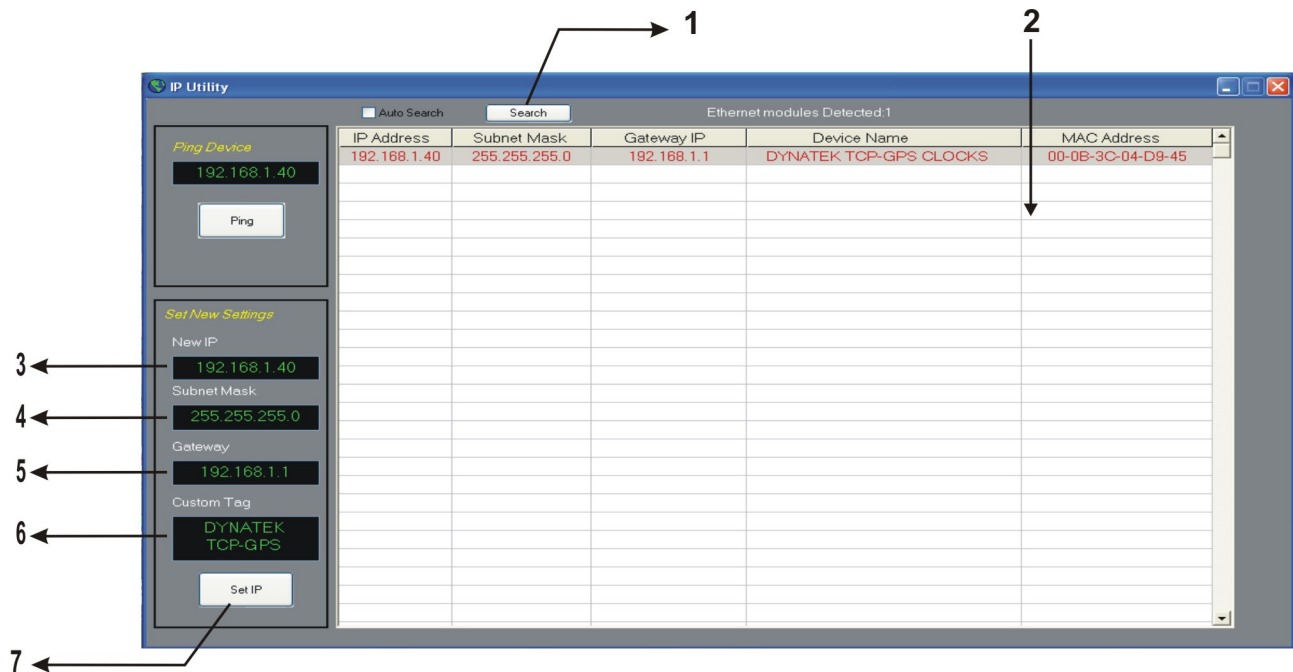 1
2
IP Utility
Auto Search
Search
Ethernet modules Detected:1
Ping Device
192.168.1.40
Ping
IP Address Subnet Mask Gateway IP Device Name MAC Address
192.168.1.40 255.255.255.0 192.168.1.1 DYNATEK TCP-GPS CLOCKS 00-0B-3C-04-D9-45
Set New Settings
New IP
3
192.168.1.40
Subnet Mask
4
255.255.255.0
Gateway
5
192.168.1.1
Custom Tag
6
DYNATEK
TCP-GPS
Set IP
7